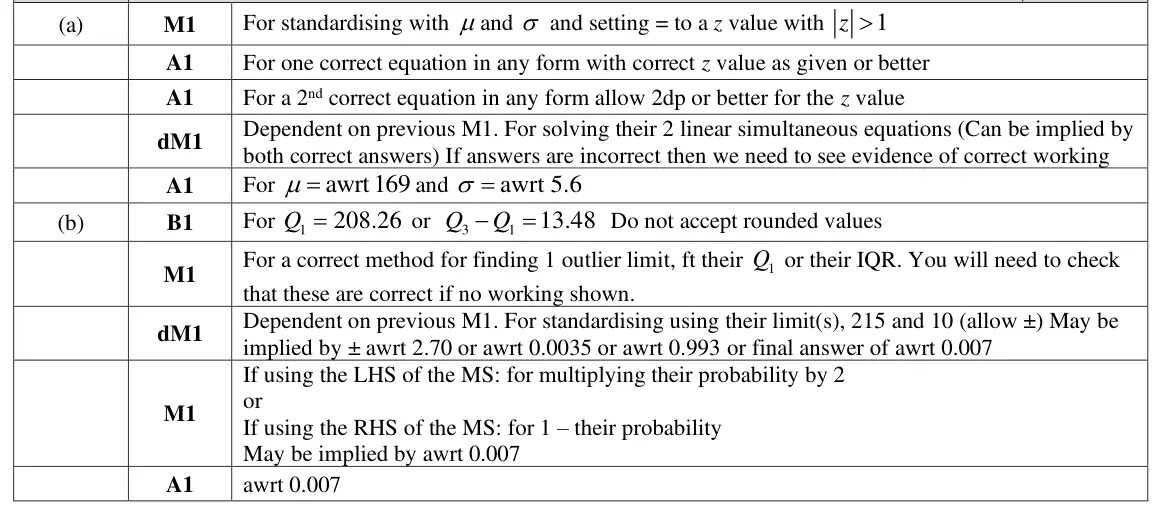 (a) M1 For standardising with μ and σ and setting = to a z value with |z| > 1
A1 For one correct equation in any form with correct z value as given or better
A1 For a 2nd correct equation in any form allow 2dp or better for the z value
dM1 Dependent on previous M1. For solving their 2 linear simultaneous equations (Can be implied by
both correct answers) If answers are incorrect then we need to see evidence of correct working
A1 For μ = awrt 169 and σ = awrt 5.6
(b) B1 For Q₁ = 208.26 or Q₃ − Q₁ = 13.48 Do not accept rounded values
M1 For a correct method for finding 1 outlier limit, ft their Q₁ or their IQR. You will need to check
that these are correct if no working shown.
dM1 Dependent on previous M1. For standardising using their limit(s), 215 and 10 (allow ±) May be
implied by ± awrt 2.70 or awrt 0.0035 or awrt 0.993 or final answer of awrt 0.007
M1 If using the LHS of the MS: for multiplying their probability by 2
or
If using the RHS of the MS: for 1 – their probability
May be implied by awrt 0.007
A1 awrt 0.007